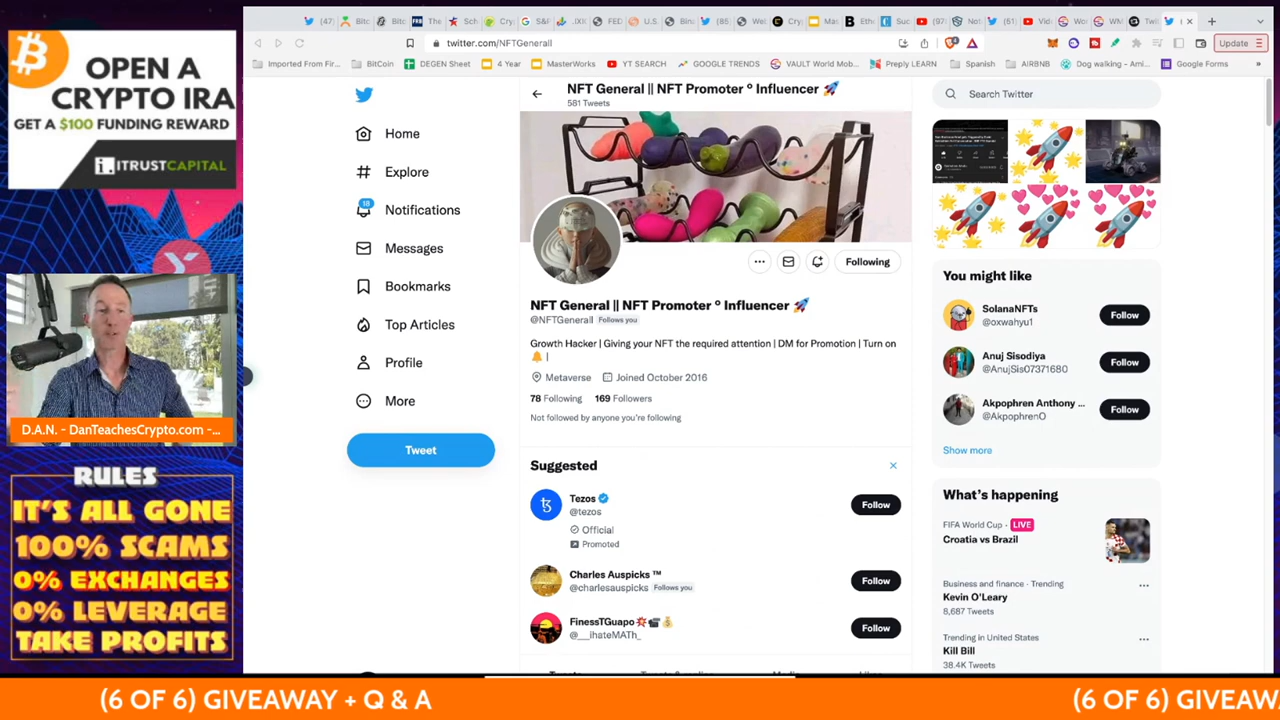 OPEN A
CRYPTO IRA
GET A $100 FUNDING REWARD
ITRUSTCAPITAL
D.A.N. - DanTeachesCrypto.com -...
RULES
IT'S ALL GONE
100% SCAMS
0% EXCHANGES
0% LEVERAGE
TAKE PROFITS
twitter.com/NFTGenerall
Update
Imported From Fir...
BitCoin
DEGEN Sheet
4 Year
MasterWorks
YT SEARCH
GOOGLE TRENDS
VAULT World Mob...
Preply LEARN
Spanish
AIRBNB
Dog walking - Ami...
Google Forms
Home
Explore
18
Notifications
Messages
Bookmarks
Top Articles
Profile
More
Tweet
NFT General || NFT Promoter º Influencer 🚀
581 Tweets
Following
NFT General || NFT Promoter º Influencer 🚀
@NFTGenerall Follows you
Growth Hacker | Giving your NFT the required attention | DM for Promotion | Turn on
🔔 |
Metaverse Joined October 2016
78 Following 169 Followers
Not followed by anyone you're following
Suggested
Tezos
@tezos
Official
Promoted
Follow
Charles Auspicks ™
@charlesauspicks Follows you
Follow
FinessTGuapo💥📹💰
@__ihateMATh_
Follow
Search Twitter
You might like
SolanaNFTs
@oxwahyu1
Follow
Anuj Sisodiya
@AnujSis07371680
Follow
Akpophren Anthony ...
@AkpophrenO
Follow
Show more
What's happening
FIFA World Cup · LIVE
Croatia vs Brazil
Business and finance · Trending
Kevin O'Leary
8,687 Tweets
Trending in United States
Kill Bill
38.4K Tweets
(6 OF 6) GIVEAWAY + Q & A
(6 OF 6) GIVEAW